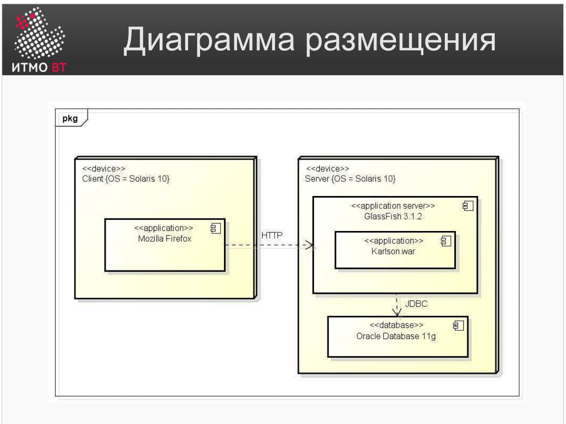 ИТМО ВТ
Диаграмма размещения
pkg
<<device>>
Client {OS = Solaris 10}
<<application>>
Mozilla Firefox
HTTP
<<device>>
Server {OS = Solaris 10}
<<application server>>
GlassFish 3.1.2
<<application>>
Karlson.war
JDBC
<<database>>
Oracle Database 11g